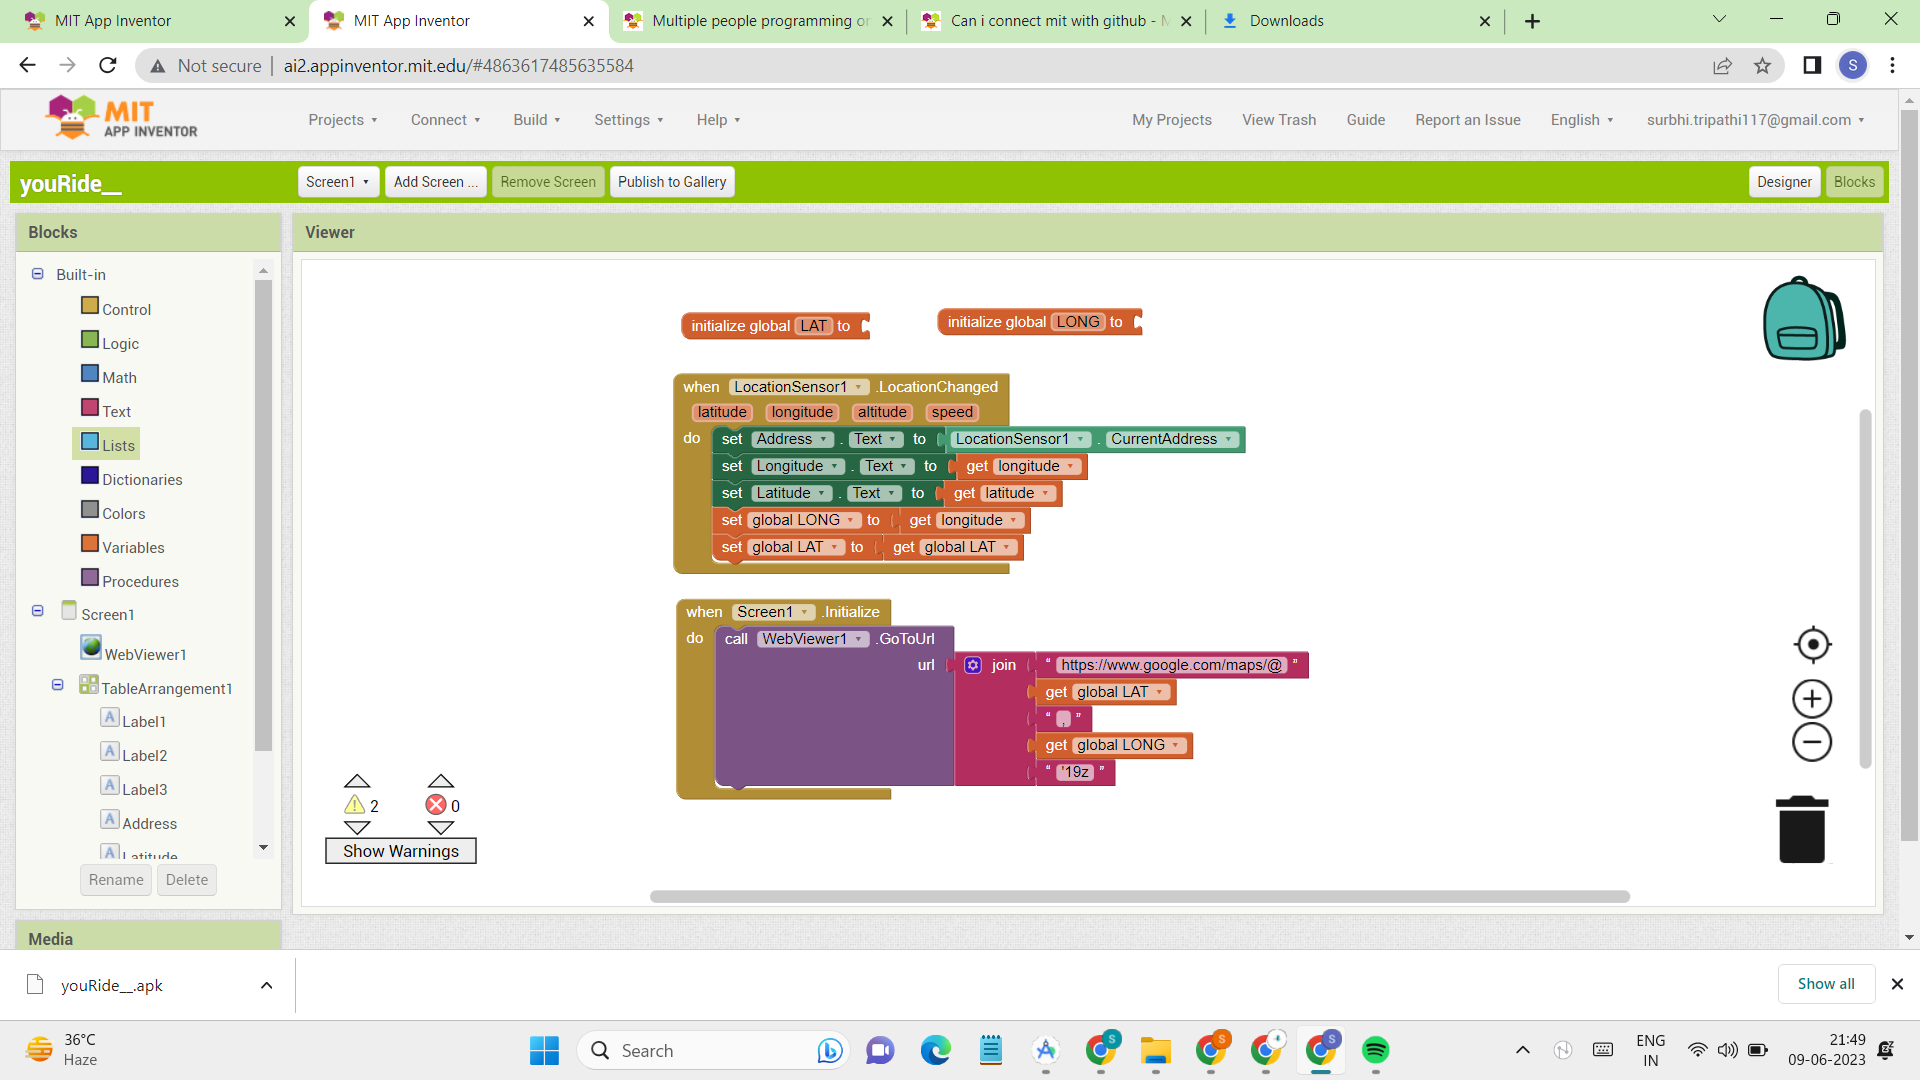 MIT App Inventor
MIT App Inventor
Multiple people programming or
Can i connect mit with github - M
Downloads
Not secure
ai2.appinventor.mit.edu/#4863617485635584
S
MIT
APP INVENTOR
Projects
Connect
Build
Settings
Help
My Projects
View Trash
Guide
Report an Issue
English
surbhi.tripathi117@gmail.com
youRide__
Screen1
Add Screen ...
Remove Screen
Publish to Gallery
Designer
Blocks
Blocks
Viewer
Built-in
Control
Logic
Math
Text
Lists
Dictionaries
Colors
Variables
Procedures
Screen1
WebViewer1
TableArrangement1
A Label1
A Label2
A Label3
A Address
A Latitude
Rename
Delete
Media
initialize global LAT to
initialize global LONG to
when LocationSensor1 .LocationChanged
latitude longitude altitude speed
do set Address . Text to LocationSensor1 . CurrentAddress
set Longitude . Text to get longitude
set Latitude . Text to get latitude
set global LONG to get longitude
set global LAT to get global LAT
when Screen1 .Initialize
do call WebViewer1 .GoToUrl
url join “ https://www.google.com/maps/@ ”
get global LAT
“ , ”
get global LONG
“ '19z ”
2
0
Show Warnings
youRide__.apk
Show all
36°C
Haze
Search
S
S
S
ENG
IN
21:49
09-06-2023